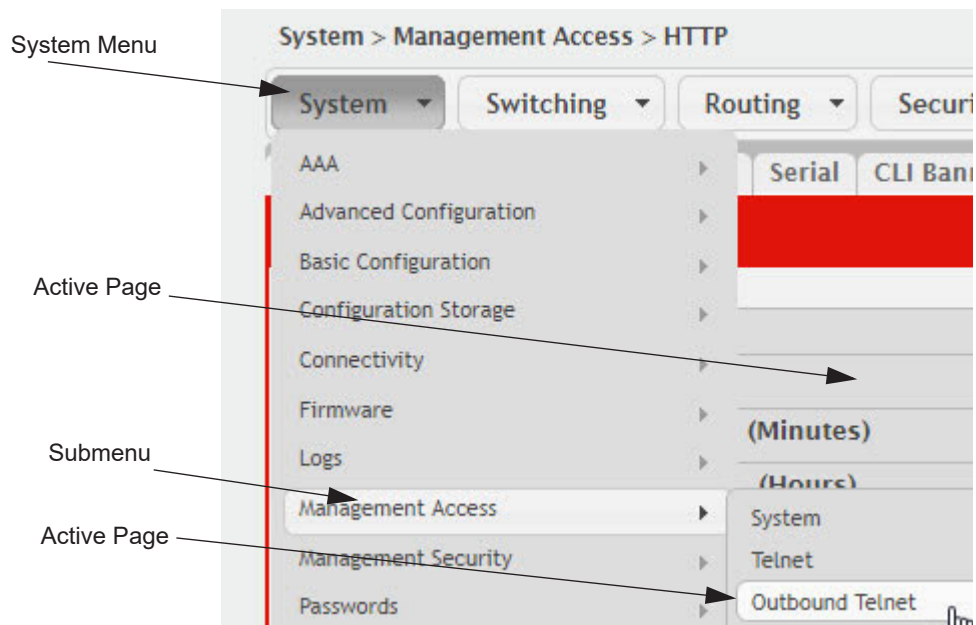 System Menu
System > Management Access > HTTP
System Switching Routing Securi
AAA
Serial CLI Bann
Advanced Configuration
Basic Configuration
Active Page
Configuration Storage
Connectivity
Firmware
(Minutes)
Submenu
Logs
(Hours)
Management Access
System
Active Page
Management Security
Telnet
Outbound Telnet
Passwords